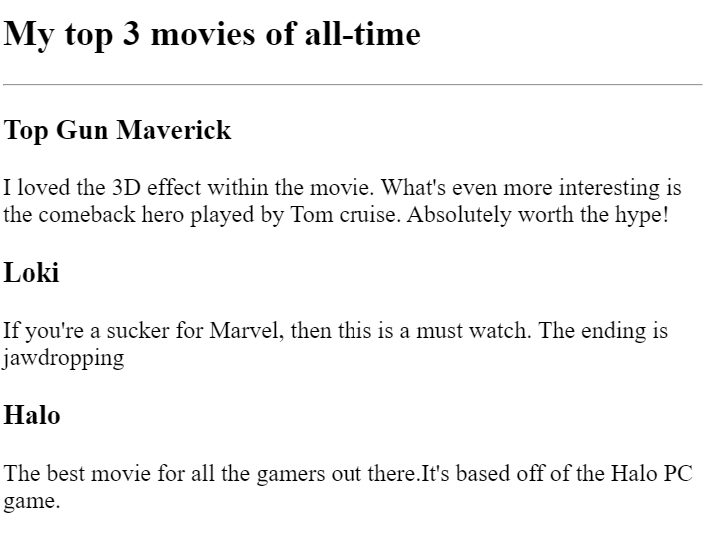 My top 3 movies of all-time
Top Gun Maverick
I loved the 3D effect within the movie. What's even more interesting is
the comeback hero played by Tom cruise. Absolutely worth the hype!
Loki
If you're a sucker for Marvel, then this is a must watch. The ending is
jawdropping
Halo
The best movie for all the gamers out there.It's based off of the Halo PC
game.